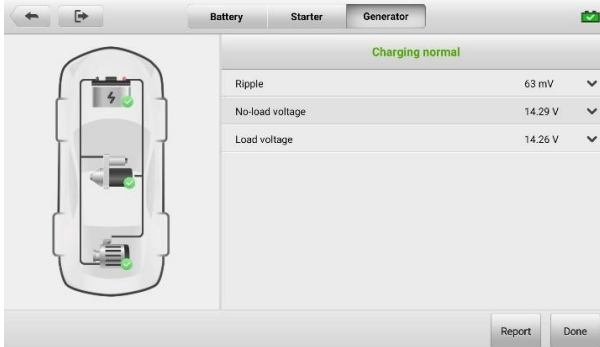 Battery Starter Generator
Charging normal
Ripple 63 mV
No-load voltage 14.29 V
Load voltage 14.26 V
Report Done